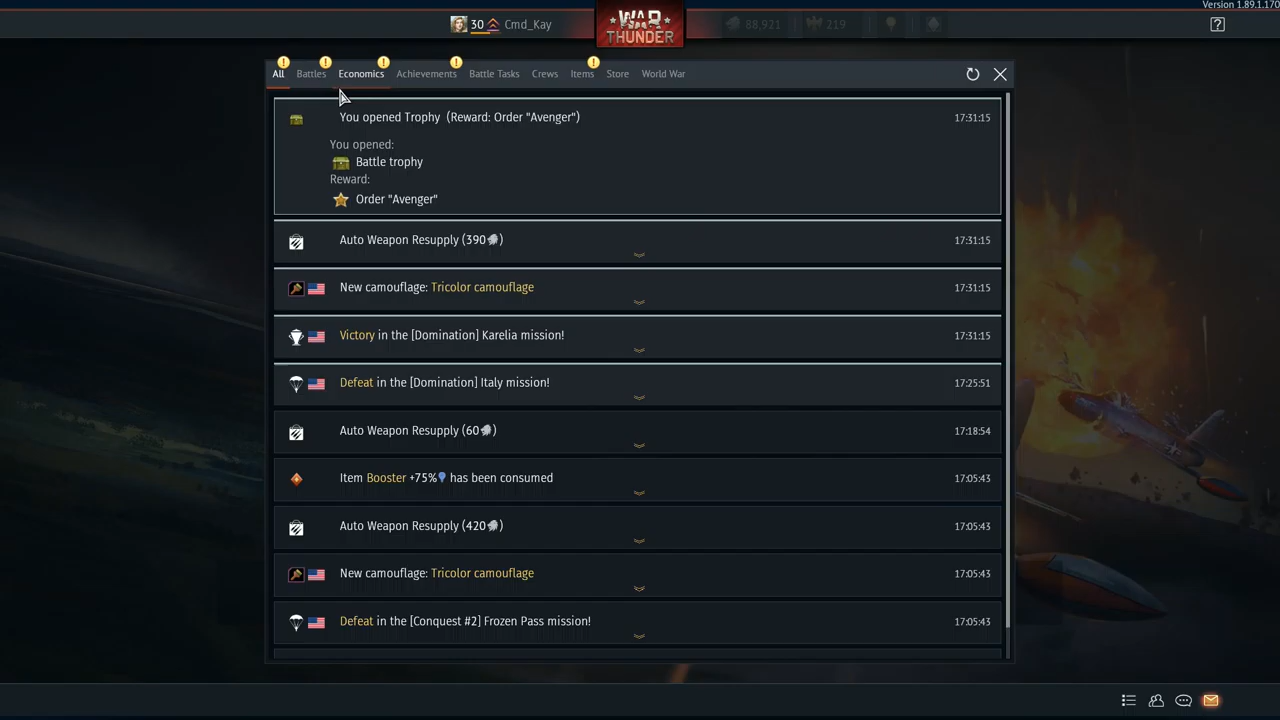 Version 1.89.1.170
30 Cmd_Kay
WAR
THUNDER
88,921
219
?
! ! ! ! !
All Battles Economics Achievements Battle Tasks Crews Items Store World War
You opened Trophy (Reward: Order "Avenger") 17:31:15
You opened:
Battle trophy
Reward:
Order "Avenger"
Auto Weapon Resupply (390) 17:31:15
New camouflage: Tricolor camouflage 17:31:15
Victory in the [Domination] Karelia mission! 17:31:15
Defeat in the [Domination] Italy mission! 17:25:51
Auto Weapon Resupply (60) 17:18:54
Item Booster +75% has been consumed 17:05:43
Auto Weapon Resupply (420) 17:05:43
New camouflage: Tricolor camouflage 17:05:43
Defeat in the [Conquest #2] Frozen Pass mission! 17:05:43